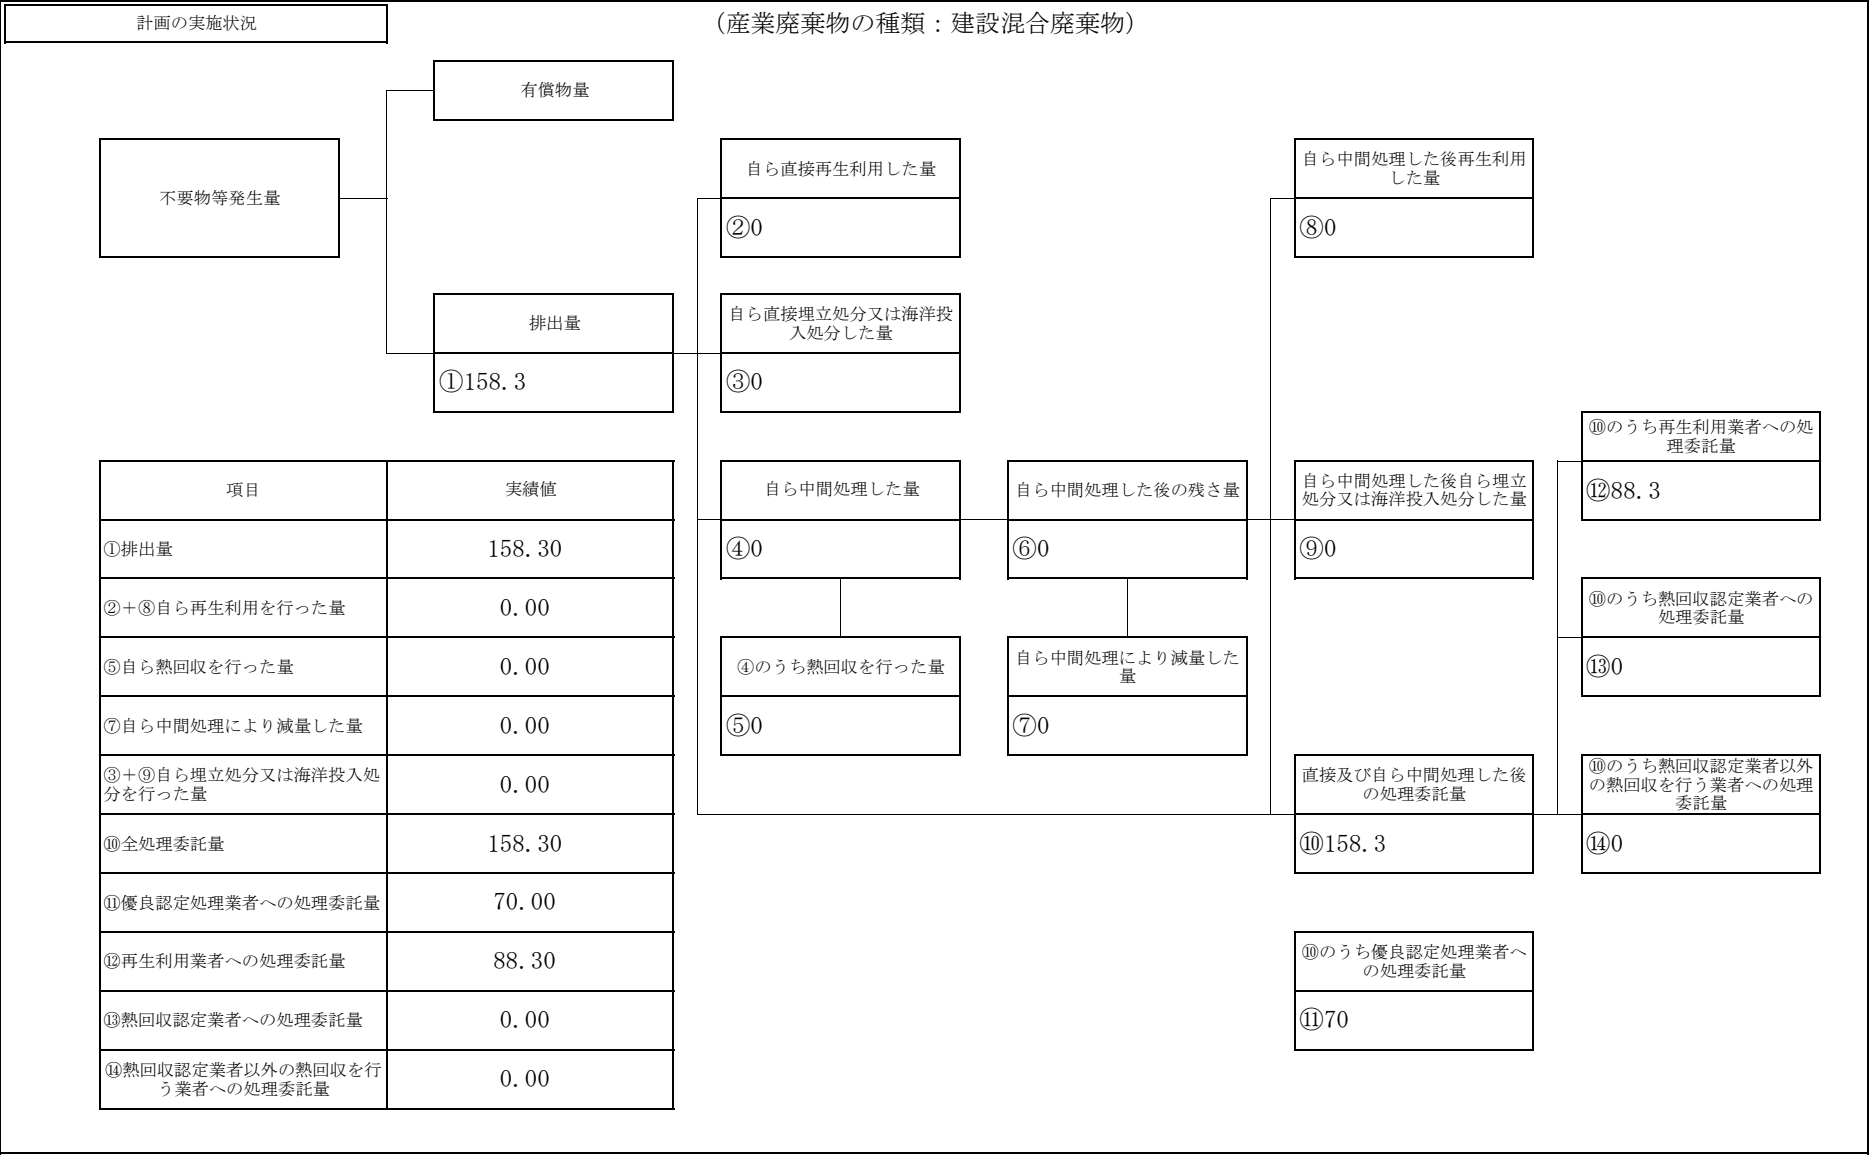 計画の実施状況
（産業廃棄物の種類：建設混合廃棄物）
有償物量
不要物等発生量
自ら直接再生利用した量
②0
自ら中間処理した後再生利用
した量
⑧0
排出量
①158.3
自ら直接埋立処分又は海洋投
入処分した量
③0
⑩のうち再生利用業者への処
理委託量
⑫88.3
項目
実績値
①排出量
158.30
②＋⑧自ら再生利用を行った量
0.00
⑤自ら熱回収を行った量
0.00
⑦自ら中間処理により減量した量
0.00
③＋⑨自ら埋立処分又は海洋投入処
分を行った量
0.00
⑩全処理委託量
158.30
⑪優良認定処理業者への処理委託量
70.00
⑫再生利用業者への処理委託量
88.30
⑬熱回収認定業者への処理委託量
0.00
⑭熱回収認定業者以外の熱回収を行
う業者への処理委託量
0.00
自ら中間処理した量
④0
自ら中間処理した後の残さ量
⑥0
自ら中間処理した後自ら埋立
処分又は海洋投入処分した量
⑨0
④のうち熱回収を行った量
⑤0
自ら中間処理により減量した
量
⑦0
⑩のうち熱回収認定業者への
処理委託量
⑬0
直接及び自ら中間処理した後
の処理委託量
⑩158.3
⑩のうち熱回収認定業者以外
の熱回収を行う業者への処理
委託量
⑭0
⑩のうち優良認定処理業者へ
の処理委託量
⑪70